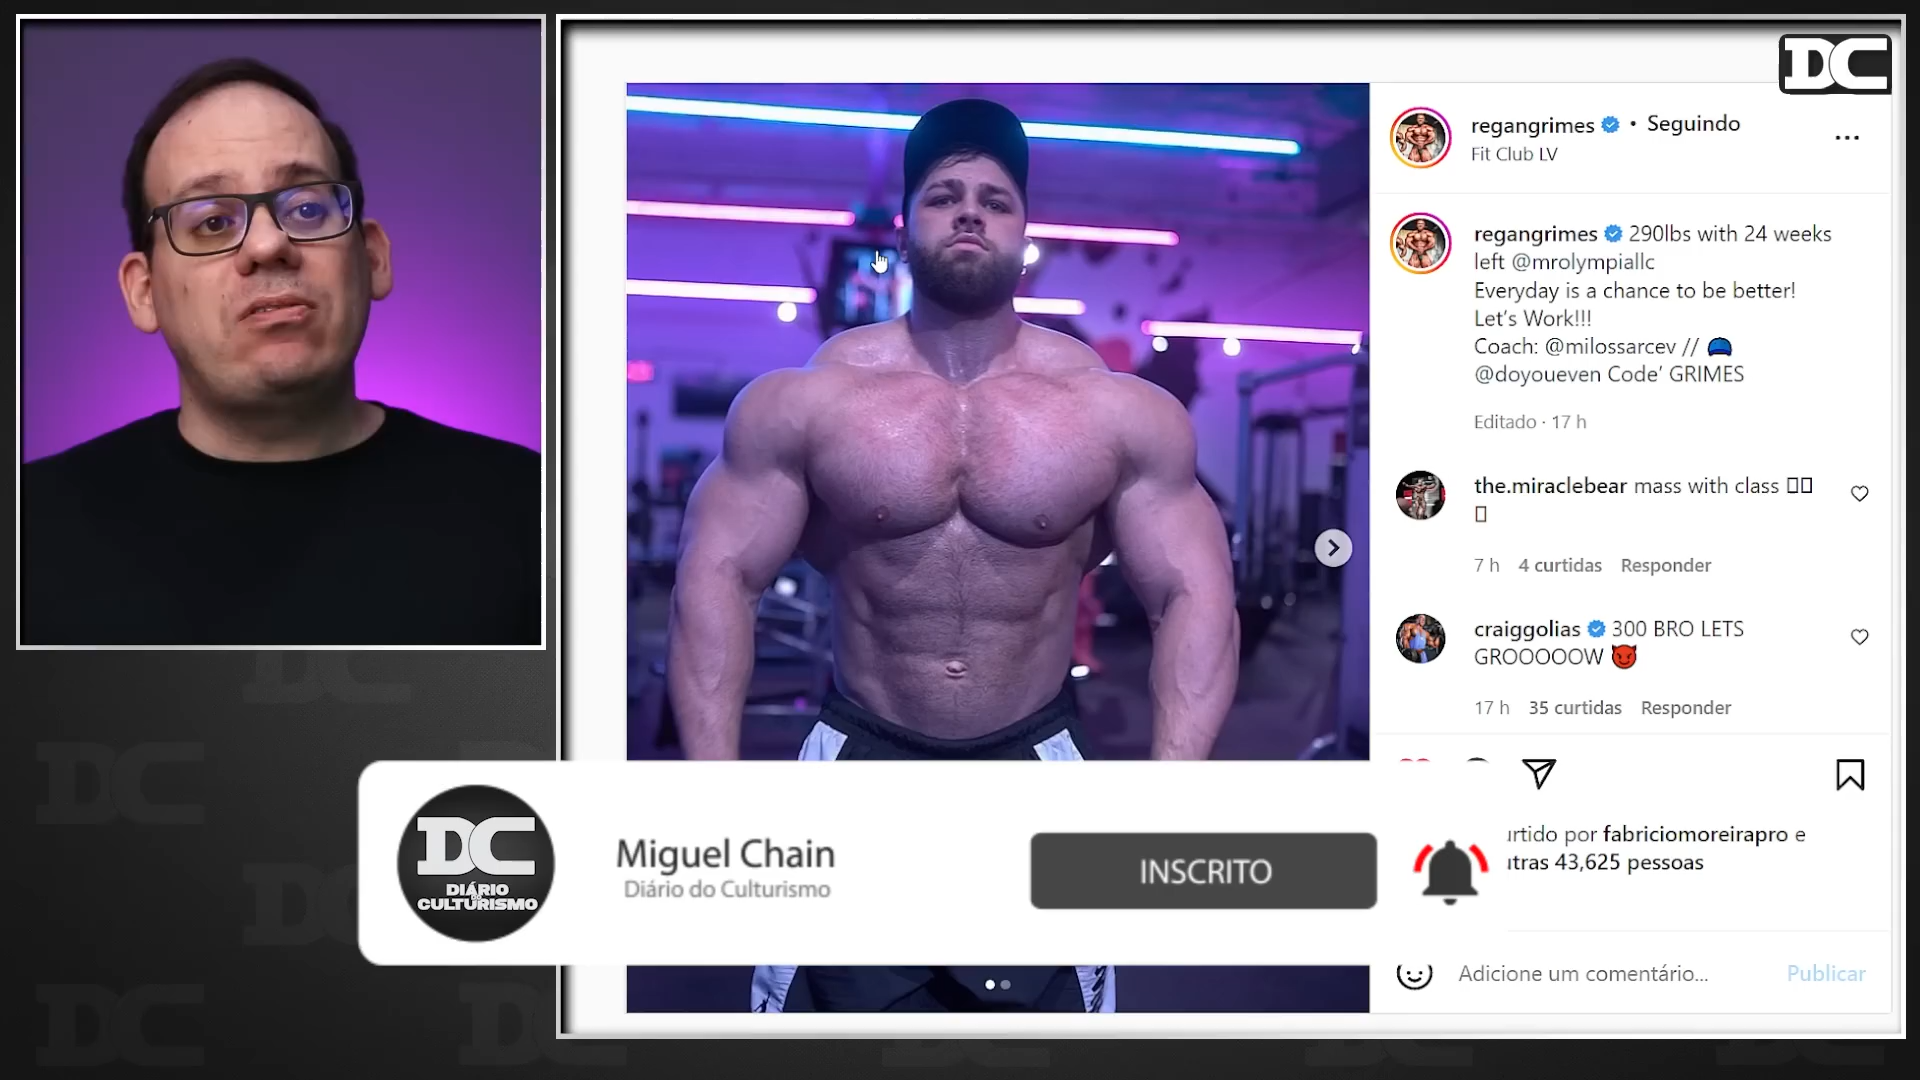 DC
regangrimes • Seguindo
Fit Club LV
regangrimes 290lbs with 24 weeks
left @mrolympiallc
Everyday is a chance to be better!
Let's Work!!!
Coach: @milossarcev //
@doyoueven Code' GRIMES
Editado · 17 h
the.miraclebear mass with class
7 h 4 curtidas Responder
craiggolias 300 BRO LETS
GROOOOOW
17 h 35 curtidas Responder
urtido por fabriciomoreirapro e
utras 43,625 pessoas
Adicione um comentário... Publicar
DC
DIÁRIO
DO
CULTURISMO
Miguel Chain
Diário do Culturismo
INSCRITO